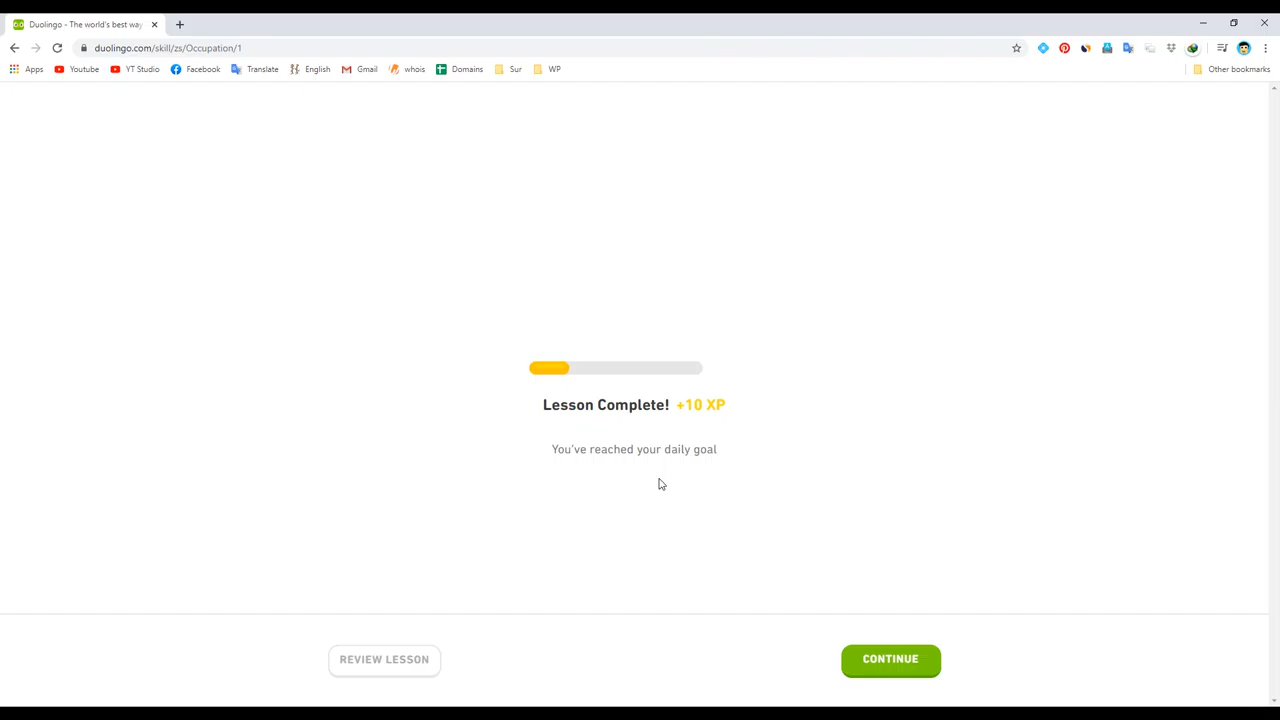 Duolingo - The world's best way
duolingo.com/skill/zs/Occupation/1
Apps Youtube YT Studio Facebook Translate English Gmail whois Domains Sur WP Other bookmarks
Lesson Complete! +10 XP
You've reached your daily goal
REVIEW LESSON CONTINUE